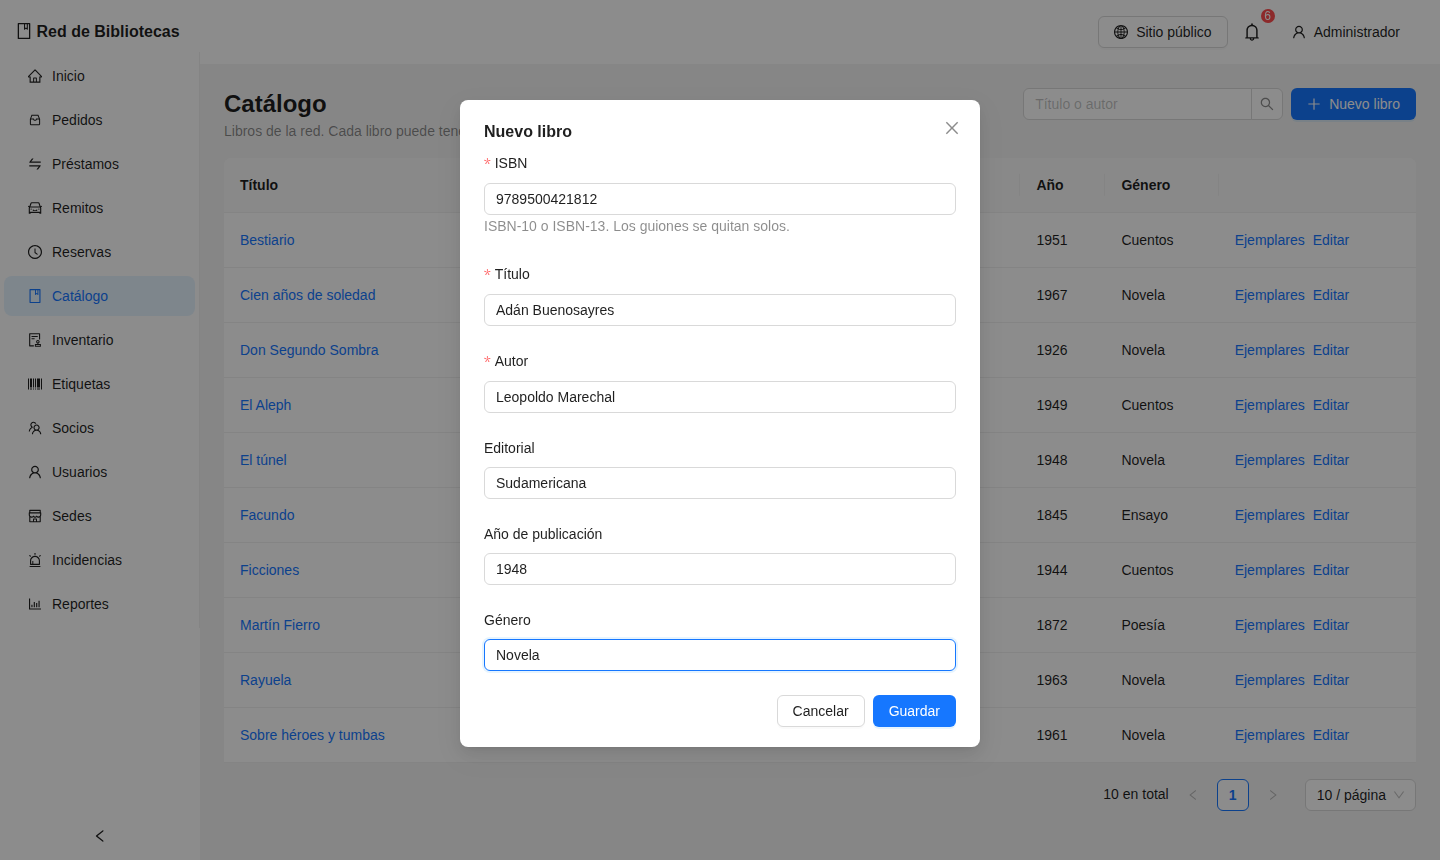 Red de Bibliotecas
Sitio público
6
Administrador
Inicio
Pedidos
Préstamos
Remitos
Reservas
Catálogo
Inventario
Etiquetas
Socios
Usuarios
Sedes
Incidencias
Reportes
Catálogo
Libros de la red. Cada libro puede tene
Título o autor
Nuevo libro
Título Año Género
Bestiario 1951 Cuentos Ejemplares Editar
Cien años de soledad 1967 Novela Ejemplares Editar
Don Segundo Sombra 1926 Novela Ejemplares Editar
El Aleph 1949 Cuentos Ejemplares Editar
El túnel 1948 Novela Ejemplares Editar
Facundo 1845 Ensayo Ejemplares Editar
Ficciones 1944 Cuentos Ejemplares Editar
Martín Fierro 1872 Poesía Ejemplares Editar
Rayuela 1963 Novela Ejemplares Editar
Sobre héroes y tumbas 1961 Novela Ejemplares Editar
10 en total
1
10 / página
Nuevo libro
* ISBN
9789500421812
ISBN-10 o ISBN-13. Los guiones se quitan solos.
* Título
Adán Buenosayres
* Autor
Leopoldo Marechal
Editorial
Sudamericana
Año de publicación
1948
Género
Novela
Cancelar
Guardar